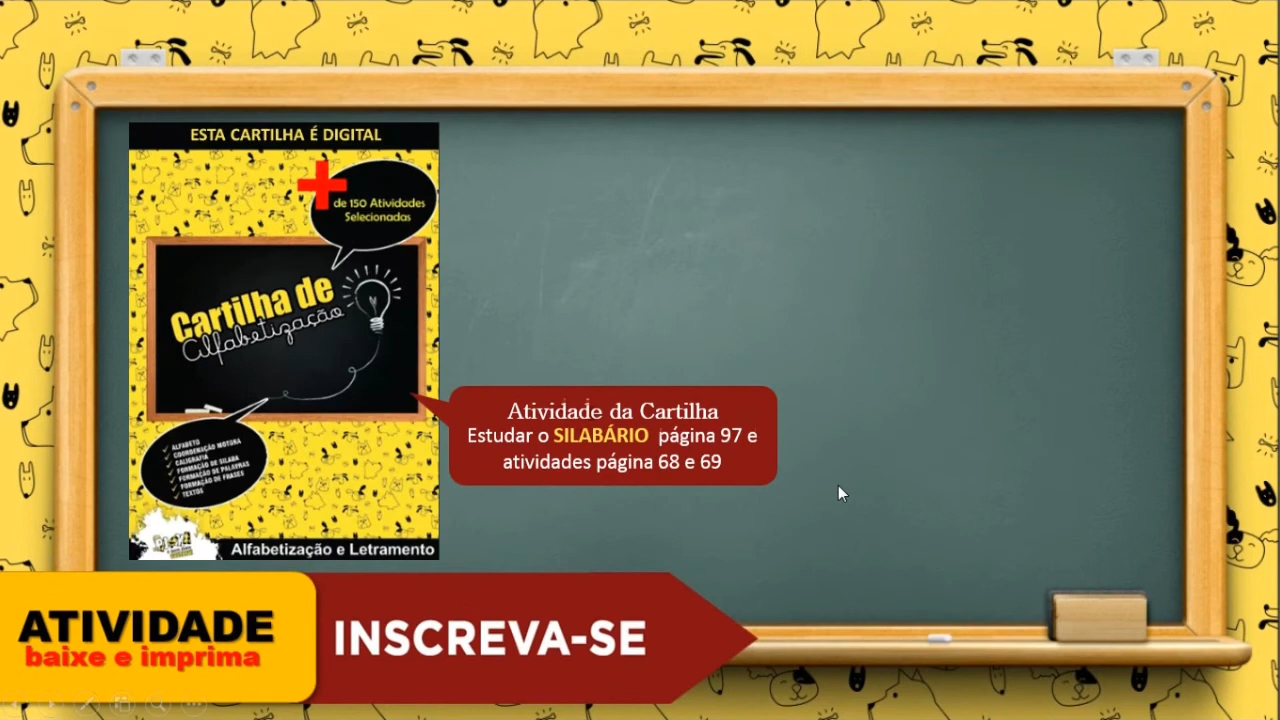 ESTA CARTILHA É DIGITAL
+
de 150 Atividades
Selecionadas
Cartilha de
Alfabetização
ALFABETO
COORDENAÇÃO MOTORA
CALIGRAFIA
FORMAÇÃO DE SILABA
FORMAÇÃO DE PALAVRAS
FORMAÇÃO DE FRASES
TEXTOS
Alfabetização e Letramento
Atividade da Cartilha
Estudar o SILABÁRIO página 97 e
atividades página 68 e 69
ATIVIDADE
baixe e imprima
INSCREVA-SE